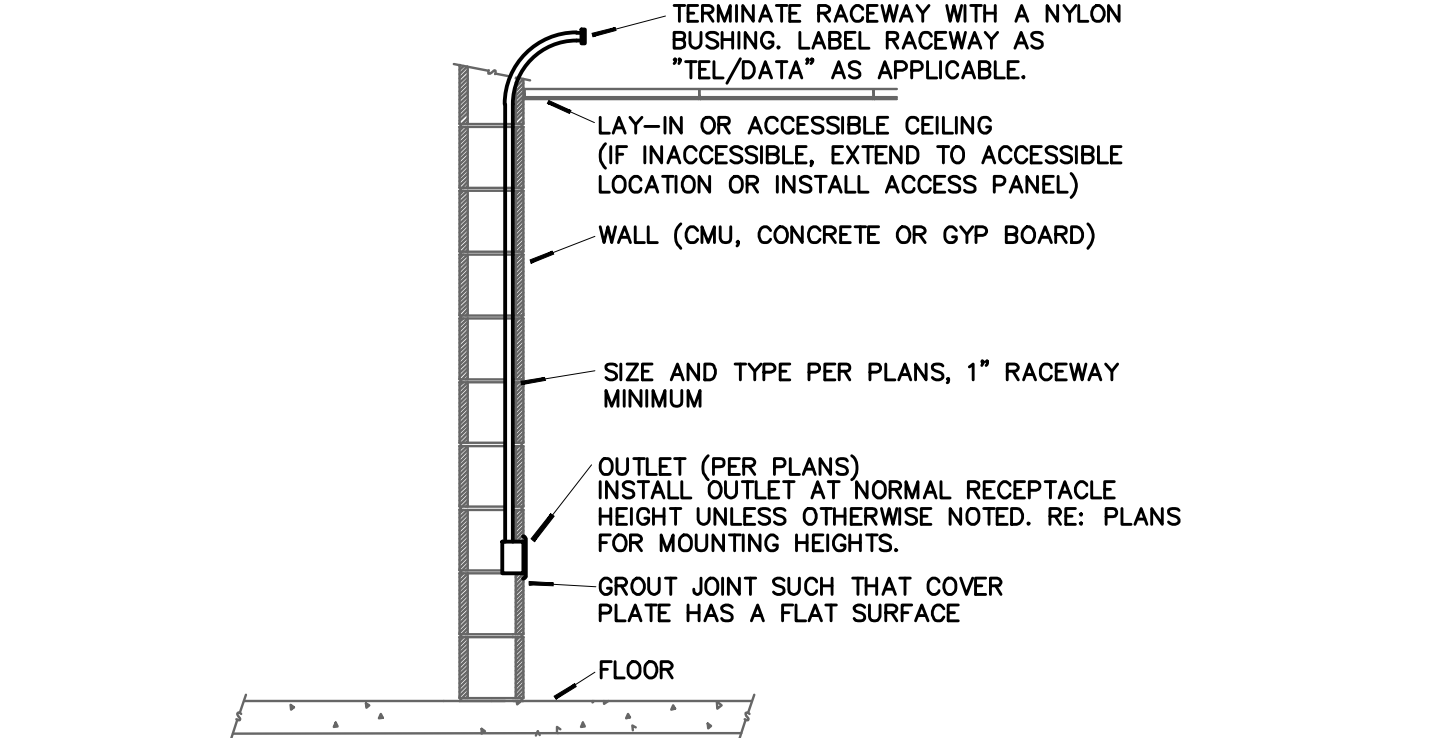 TERMINATE RACEWAY WITH A NYLON
BUSHING. LABEL RACEWAY AS
"TEL/DATA" AS APPLICABLE.
LAY-IN OR ACCESSIBLE CEILING
(IF INACCESSIBLE, EXTEND TO ACCESSIBLE
LOCATION OR INSTALL ACCESS PANEL)
WALL (CMU, CONCRETE OR GYP BOARD)
SIZE AND TYPE PER PLANS, 1" RACEWAY
MINIMUM
OUTLET (PER PLANS)
INSTALL OUTLET AT NORMAL RECEPTACLE
HEIGHT UNLESS OTHERWISE NOTED. RE: PLANS
FOR MOUNTING HEIGHTS.
GROUT JOINT SUCH THAT COVER
PLATE HAS A FLAT SURFACE
FLOOR